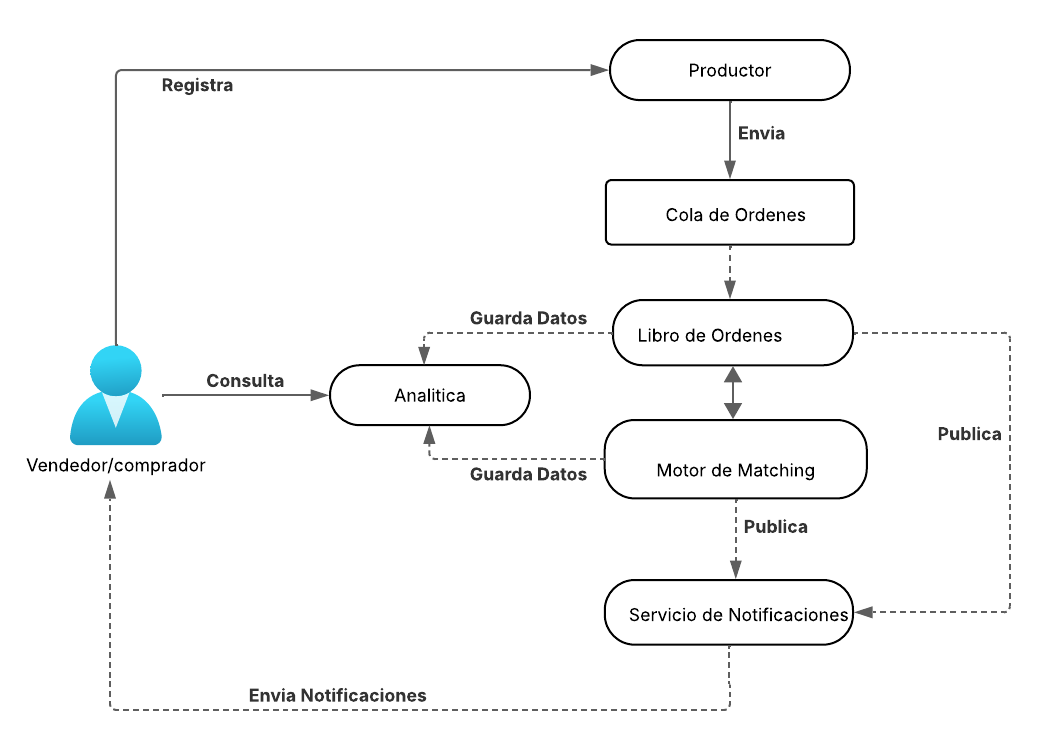 Productor
Registra
Envia
Cola de Ordenes
Guarda Datos
Libro de Ordenes
Consulta
Analitica
Publica
Vendedor/comprador
Guarda Datos
Motor de Matching
Publica
Servicio de Notificaciones
Envia Notificaciones